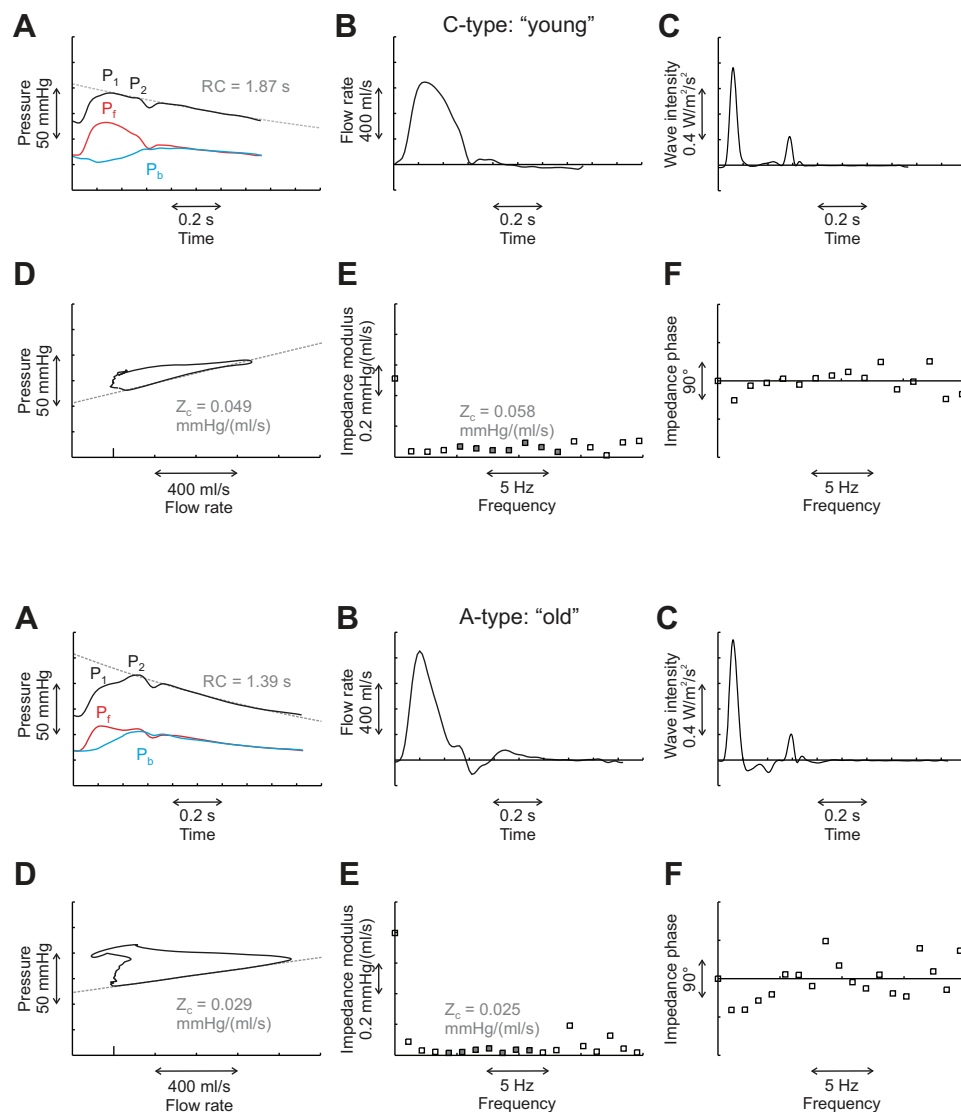 A
B
C-type: “young”
C
Pressure
50 mmHg
P1
P2
RC = 1.87 s
Pf
Pb
0.2 s
Time
Flow rate
400 ml/s
0.2 s
Time
Wave intensity
0.4 W/m²/s²
0.2 s
Time
D
E
F
Pressure
50 mmHg
Zc = 0.049
mmHg/(ml/s)
400 ml/s
Flow rate
Impedance modulus
0.2 mmHg/(ml/s)
Zc = 0.058
mmHg/(ml/s)
5 Hz
Frequency
Impedance phase
90°
5 Hz
Frequency
A
B
A-type: “old”
C
Pressure
50 mmHg
P1
P2
RC = 1.39 s
Pf
Pb
0.2 s
Time
Flow rate
400 ml/s
0.2 s
Time
Wave intensity
0.4 W/m²/s²
0.2 s
Time
D
E
F
Pressure
50 mmHg
Zc = 0.029
mmHg/(ml/s)
400 ml/s
Flow rate
Impedance modulus
0.2 mmHg/(ml/s)
Zc = 0.025
mmHg/(ml/s)
5 Hz
Frequency
Impedance phase
90°
5 Hz
Frequency